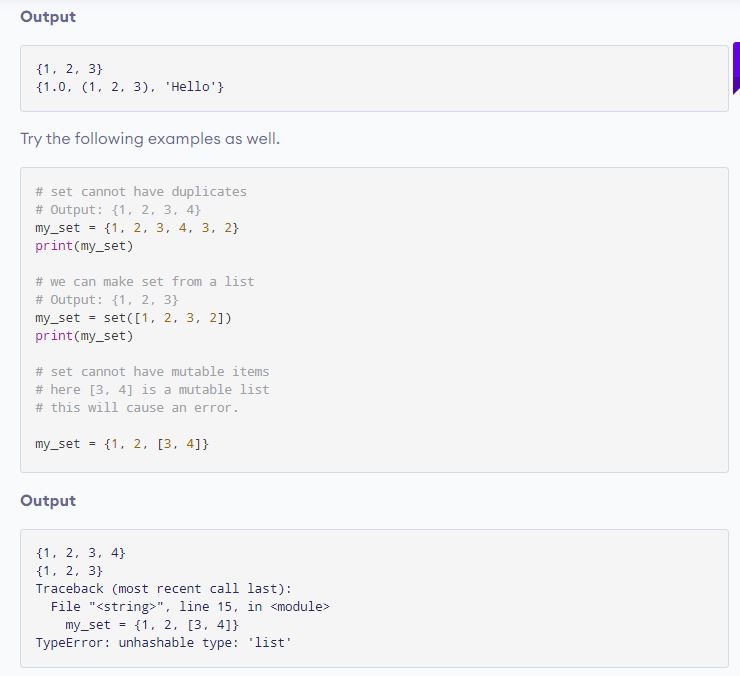 Output
{1, 2, 3}
{1.0, (1, 2, 3), 'Hello'}
Try the following examples as well.
# set cannot have duplicates
# Output: {1, 2, 3, 4}
my_set = {1, 2, 3, 4, 3, 2}
print(my_set)
# we can make set from a list
# Output: {1, 2, 3}
my_set = set([1, 2, 3, 2])
print(my_set)
# set cannot have mutable items
# here [3, 4] is a mutable list
# this will cause an error.
my_set = {1, 2, [3, 4]}
Output
{1, 2, 3, 4}
{1, 2, 3}
Traceback (most recent call last):
  File "<string>", line 15, in <module>
    my_set = {1, 2, [3, 4]}
TypeError: unhashable type: 'list'